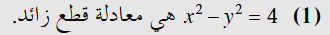 (1) x² − y² = 4 هي معادلة قطع زائد.